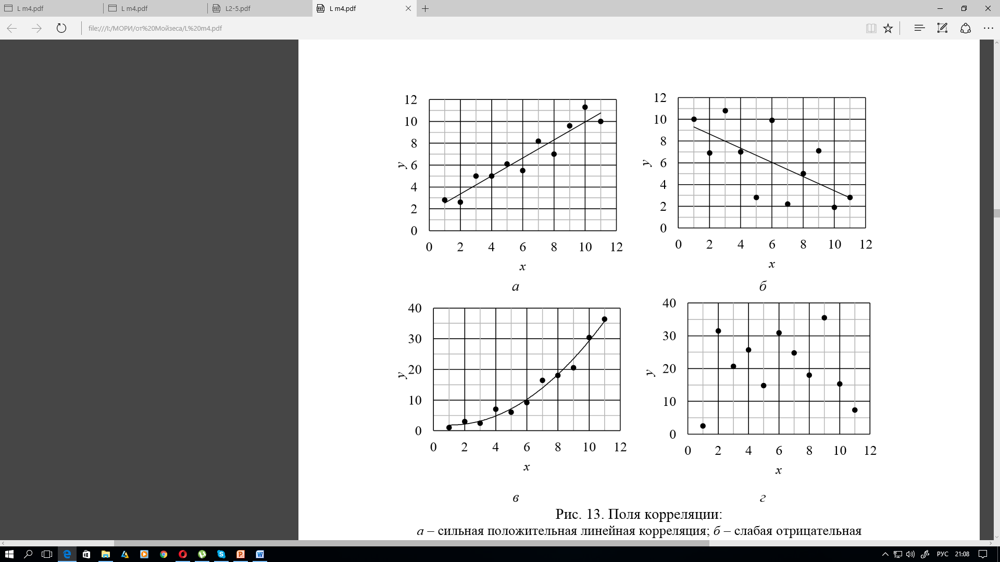 L m4.pdf
L m4.pdf
L2-5.pdf
L m4.pdf
file:///I:/МОРИ/от%20Мойзеса/L%20m4.pdf
12
10
8
6
4
2
0
y
0 2 4 6 8 10 12
x
а
12
10
8
6
4
2
0
y
0 2 4 6 8 10 12
x
б
40
30
20
10
0
y
0 2 4 6 8 10 12
x
в
40
30
20
10
0
y
0 2 4 6 8 10 12
x
г
Рис. 13. Поля корреляции:
а – сильная положительная линейная корреляция; б – слабая отрицательная
РУС
21:08